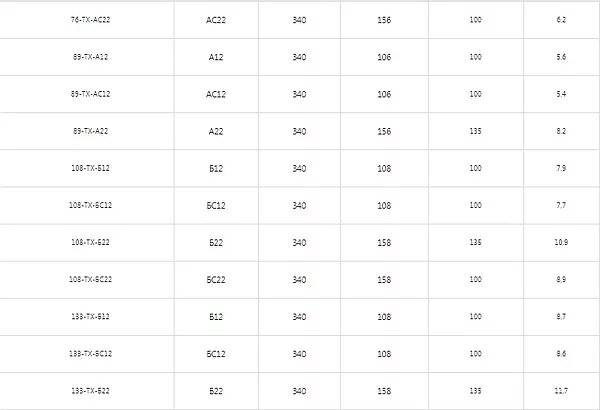 76-ТХ-АС22 АС22 340 156 100 6,2
89-ТХ-А12 А12 340 106 100 5,6
89-ТХ-АС12 АС12 340 106 100 5,4
89-ТХ-А22 А22 340 156 135 8,2
108-ТХ-Б12 Б12 340 108 100 7,9
108-ТХ-БС12 БС12 340 108 100 7,7
108-ТХ-Б22 Б22 340 158 135 10,9
108-ТХ-БС22 БС22 340 158 100 8,9
133-ТХ-Б12 Б12 340 108 100 8,7
133-ТХ-БС12 БС12 340 108 100 8,6
133-ТХ-Б22 Б22 340 158 135 11,7